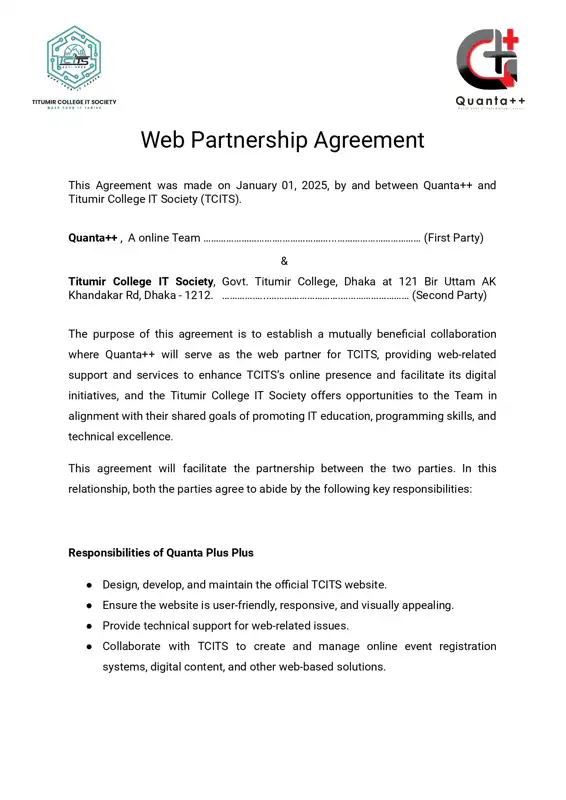 TCITS
TITUMIR COLLEGE IT SOCIETY
Quanta++
Web Partnership Agreement
This Agreement was made on January 01, 2025, by and between Quanta++ and
Titumir College IT Society (TCITS).
Quanta++ , A online Team ………………………………………………………………… (First Party)
&
Titumir College IT Society, Govt. Titumir College, Dhaka at 121 Bir Uttam AK
Khandakar Rd, Dhaka - 1212. ……………………………………………………… (Second Party)
The purpose of this agreement is to establish a mutually beneficial collaboration
where Quanta++ will serve as the web partner for TCITS, providing web-related
support and services to enhance TCITS’s online presence and facilitate its digital
initiatives, and the Titumir College IT Society offers opportunities to the Team in
alignment with their shared goals of promoting IT education, programming skills, and
technical excellence.
This agreement will facilitate the partnership between the two parties. In this
relationship, both the parties agree to abide by the following key responsibilities:
Responsibilities of Quanta Plus Plus
● Design, develop, and maintain the official TCITS website.
● Ensure the website is user-friendly, responsive, and visually appealing.
● Provide technical support for web-related issues.
● Collaborate with TCITS to create and manage online event registration
systems, digital content, and other web-based solutions.